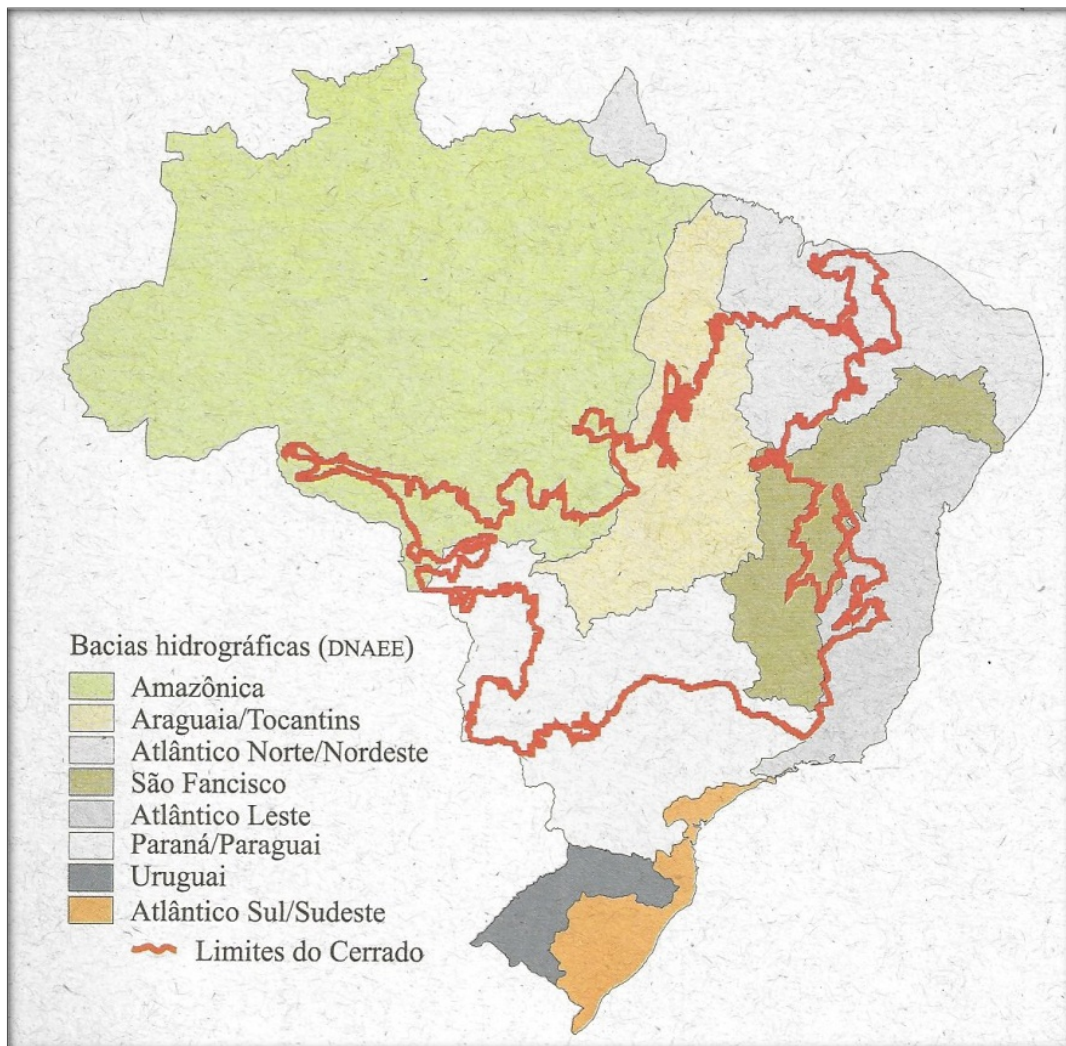 Bacias hidrográficas (DNAEE)
Amazônica
Araguaia/Tocantins
Atlântico Norte/Nordeste
São Fancisco
Atlântico Leste
Paraná/Paraguai
Uruguai
Atlântico Sul/Sudeste
Limites do Cerrado